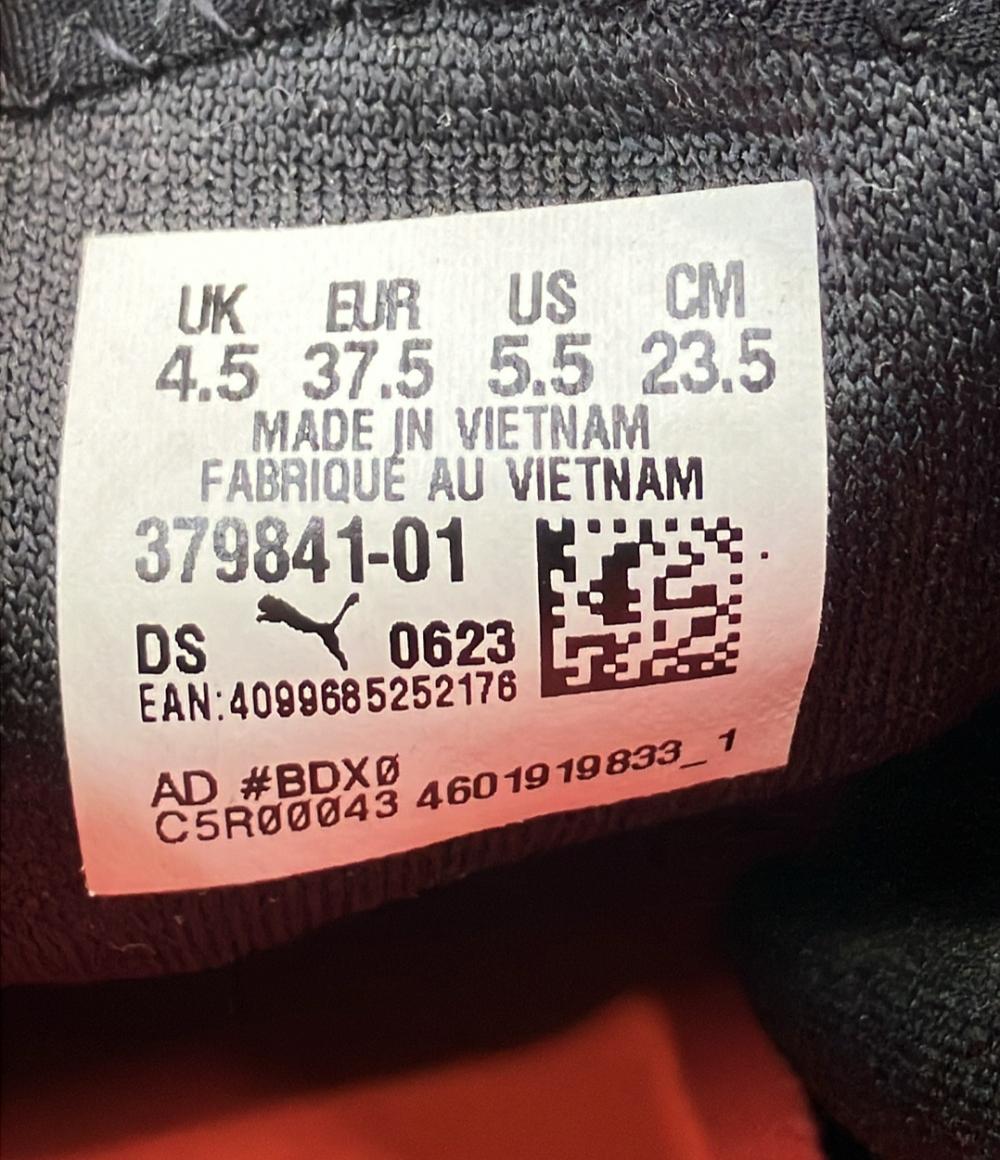 UK EUR US CM
4.5 37.5 5.5 23.5
MADE IN VIETNAM
FABRIQUÉ AU VIETNAM
379841-01
DS 0623
EAN:4099685252176
AD #BDX0
C5R00043 4601919833_1